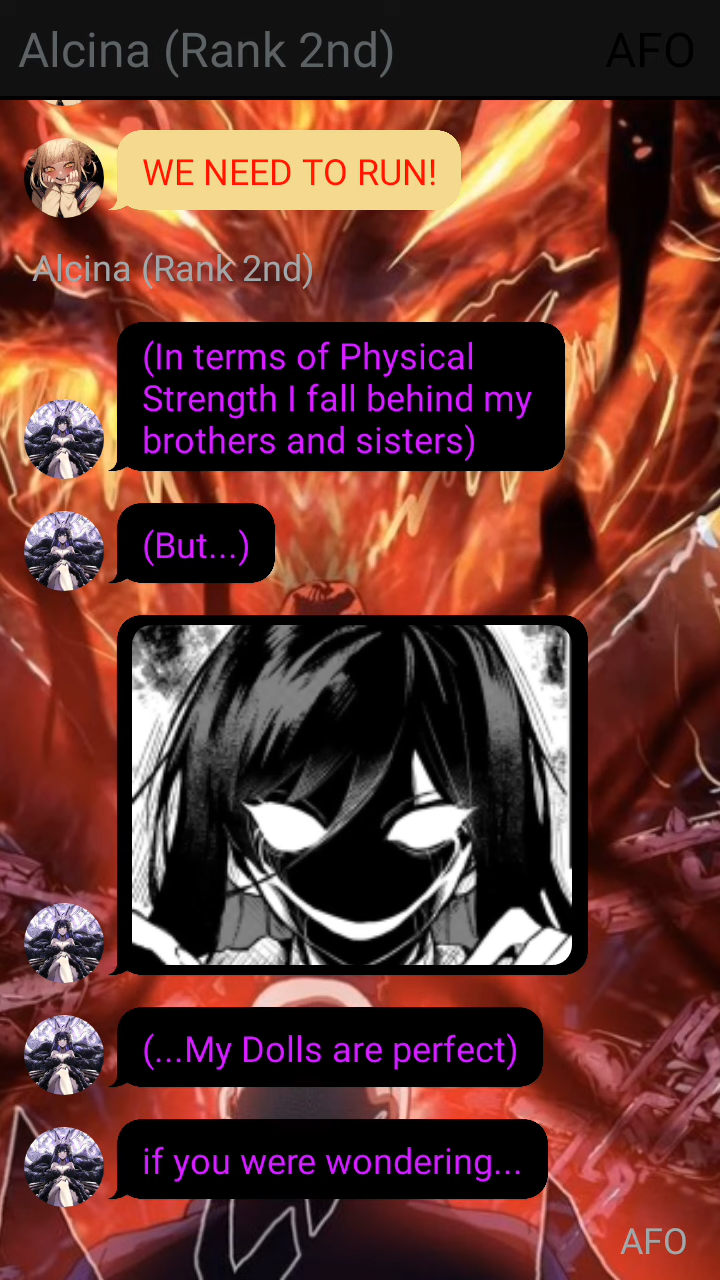 Alcina (Rank 2nd)
AFO
WE NEED TO RUN!
Alcina (Rank 2nd)
(In terms of Physical
Strength I fall behind my
brothers and sisters)
(But...)
(...My Dolls are perfect)
if you were wondering...
AFO